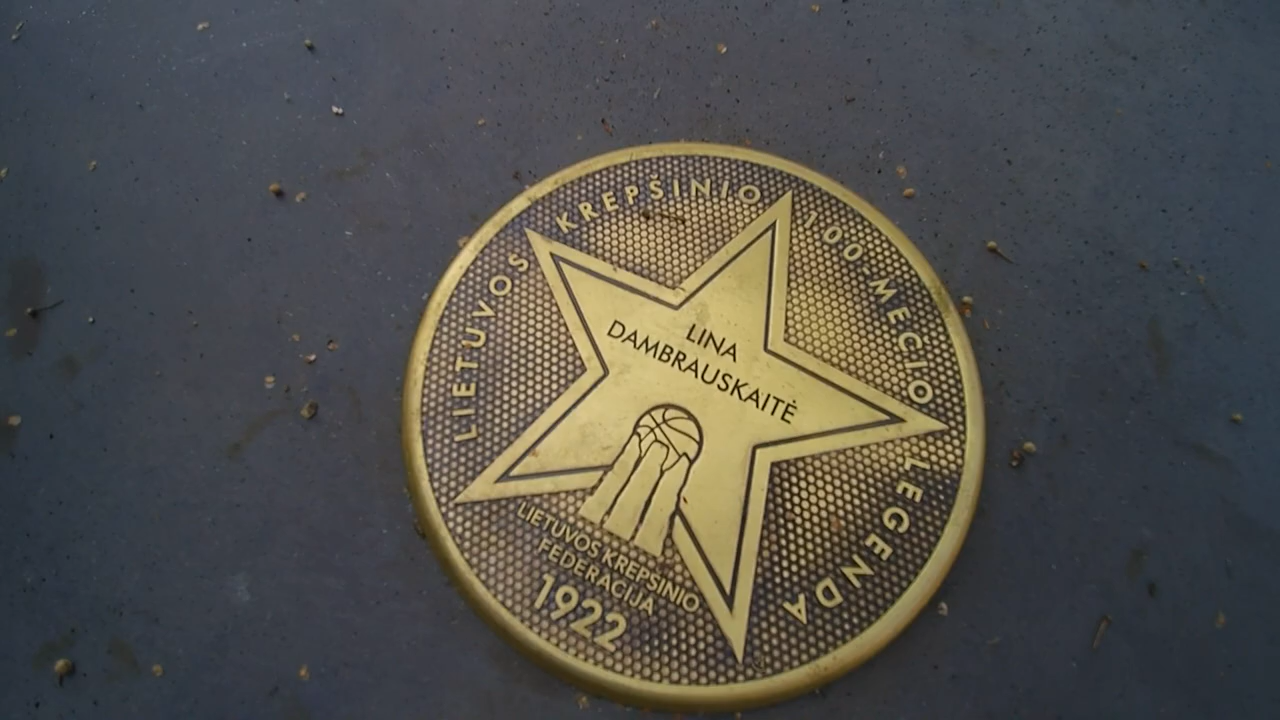 LIETUVOS KREPŠINIO 100-MEČIO LEGENDA
LINA
DAMBRAUSKAITĖ
LIETUVOS KREPŠINIO
FEDERACIJA
1922